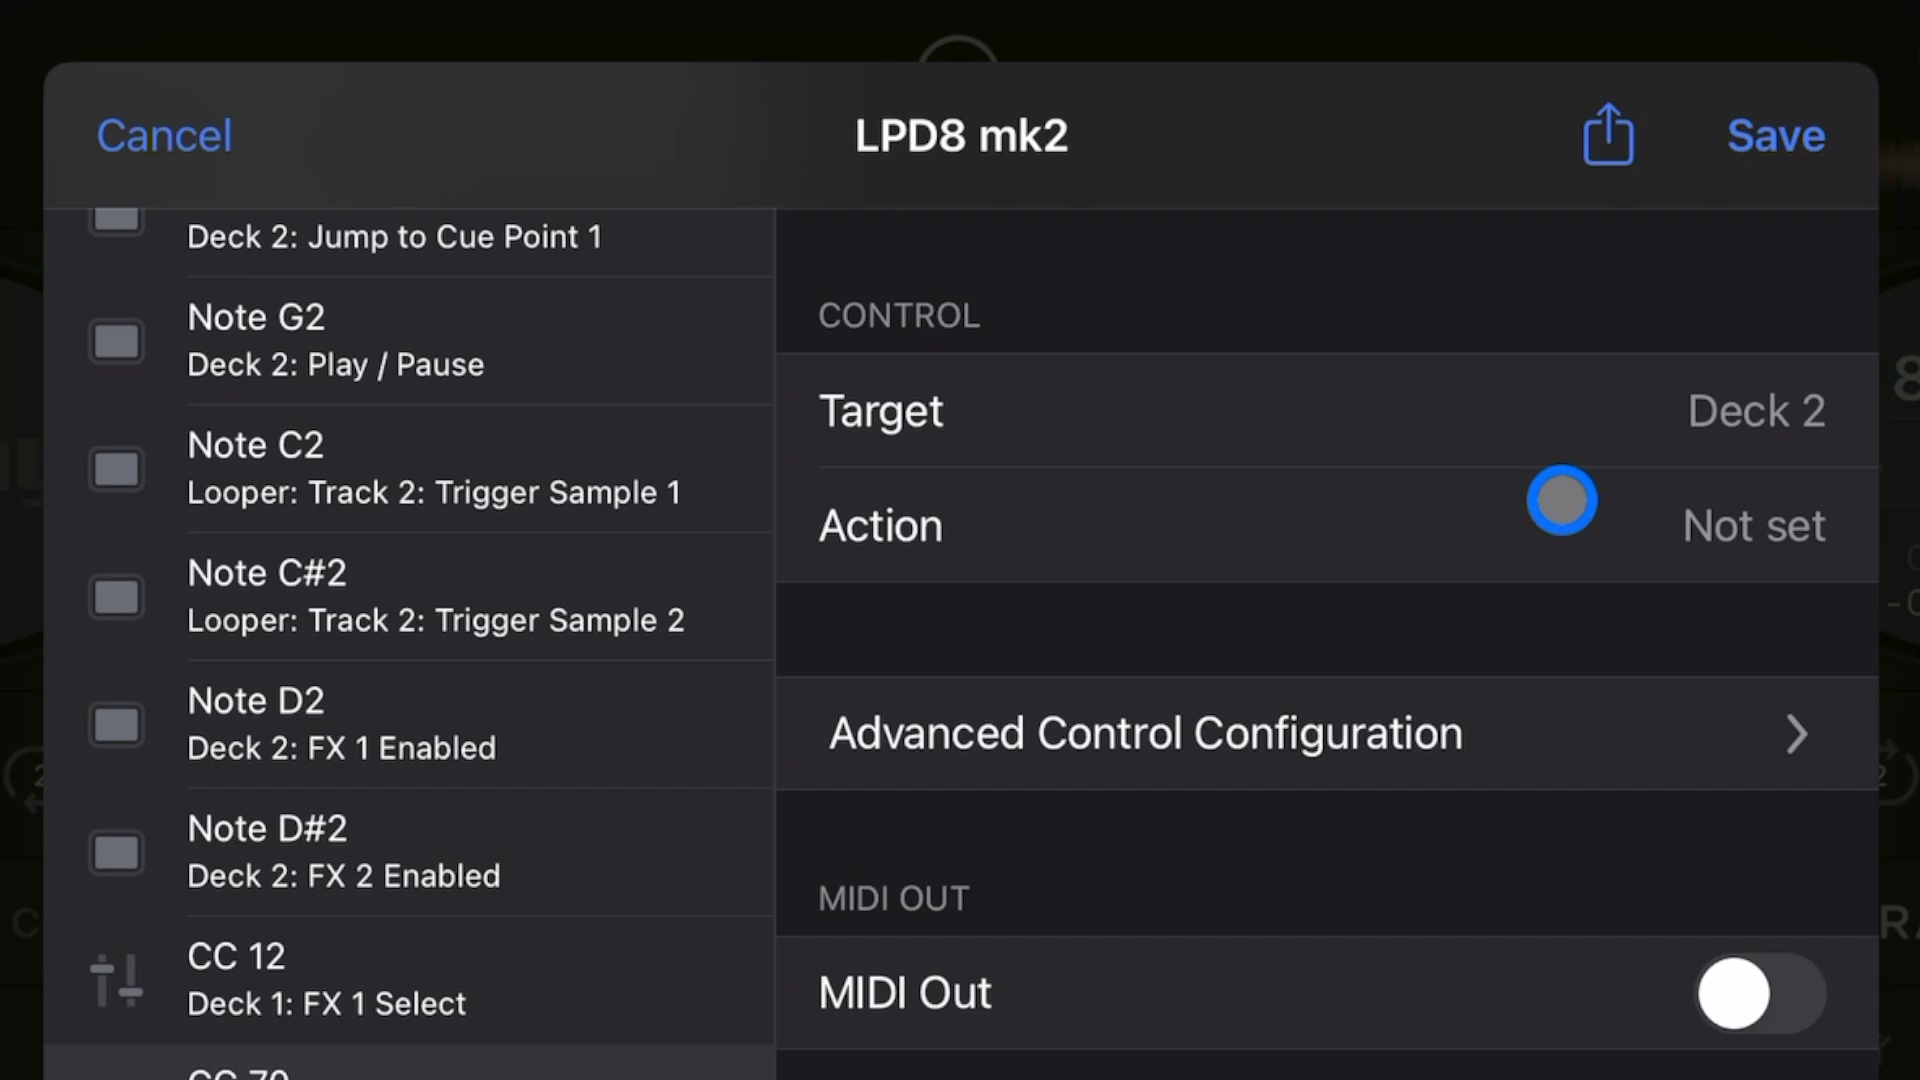 Cancel
LPD8 mk2
Save
Deck 2: Jump to Cue Point 1
Note G2
Deck 2: Play / Pause
Note C2
Looper: Track 2: Trigger Sample 1
Note C#2
Looper: Track 2: Trigger Sample 2
Note D2
Deck 2: FX 1 Enabled
Note D#2
Deck 2: FX 2 Enabled
CC 12
Deck 1: FX 1 Select
CONTROL
Target
Deck 2
Action
Not set
Advanced Control Configuration
MIDI OUT
MIDI Out